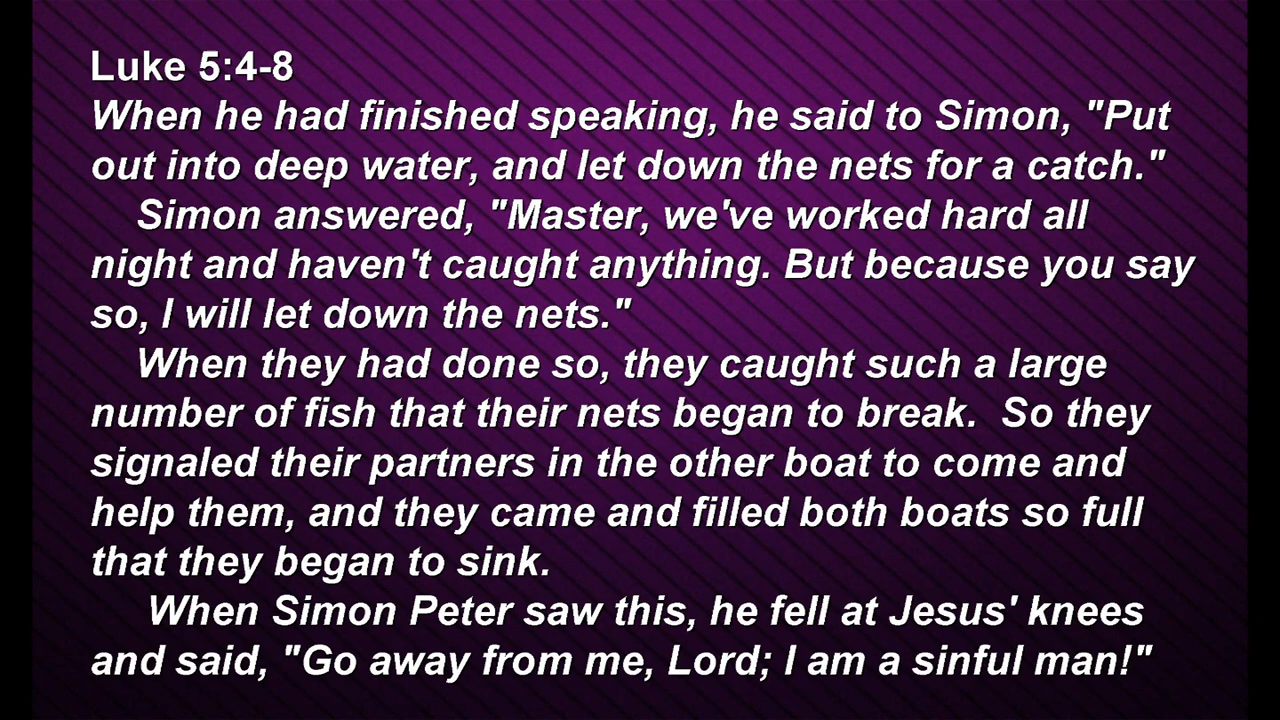 Luke 5:4-8
When he had finished speaking, he said to Simon, "Put
out into deep water, and let down the nets for a catch."
Simon answered, "Master, we've worked hard all
night and haven't caught anything. But because you say
so, I will let down the nets."
When they had done so, they caught such a large
number of fish that their nets began to break.  So they
signaled their partners in the other boat to come and
help them, and they came and filled both boats so full
that they began to sink.
When Simon Peter saw this, he fell at Jesus' knees
and said, "Go away from me, Lord; I am a sinful man!"